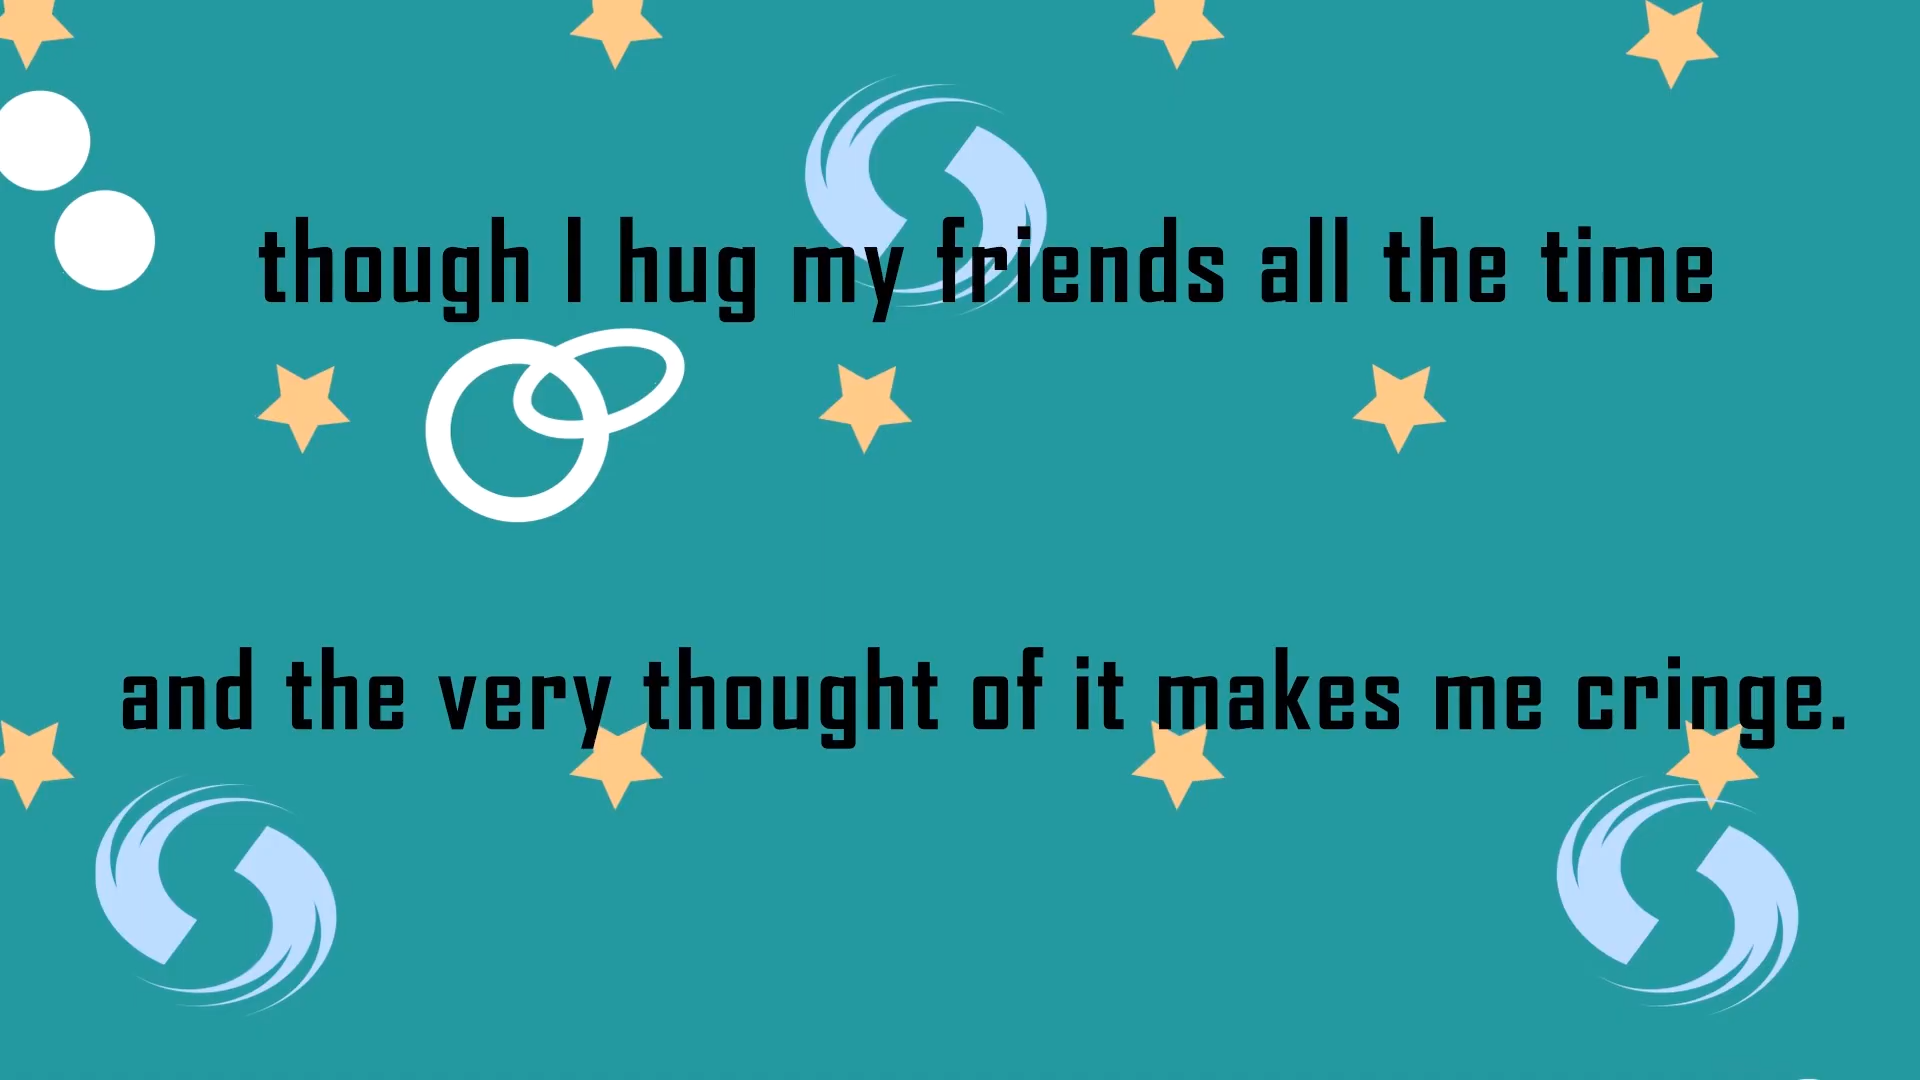 though I hug my friends all the time
and the very thought of it makes me cringe.